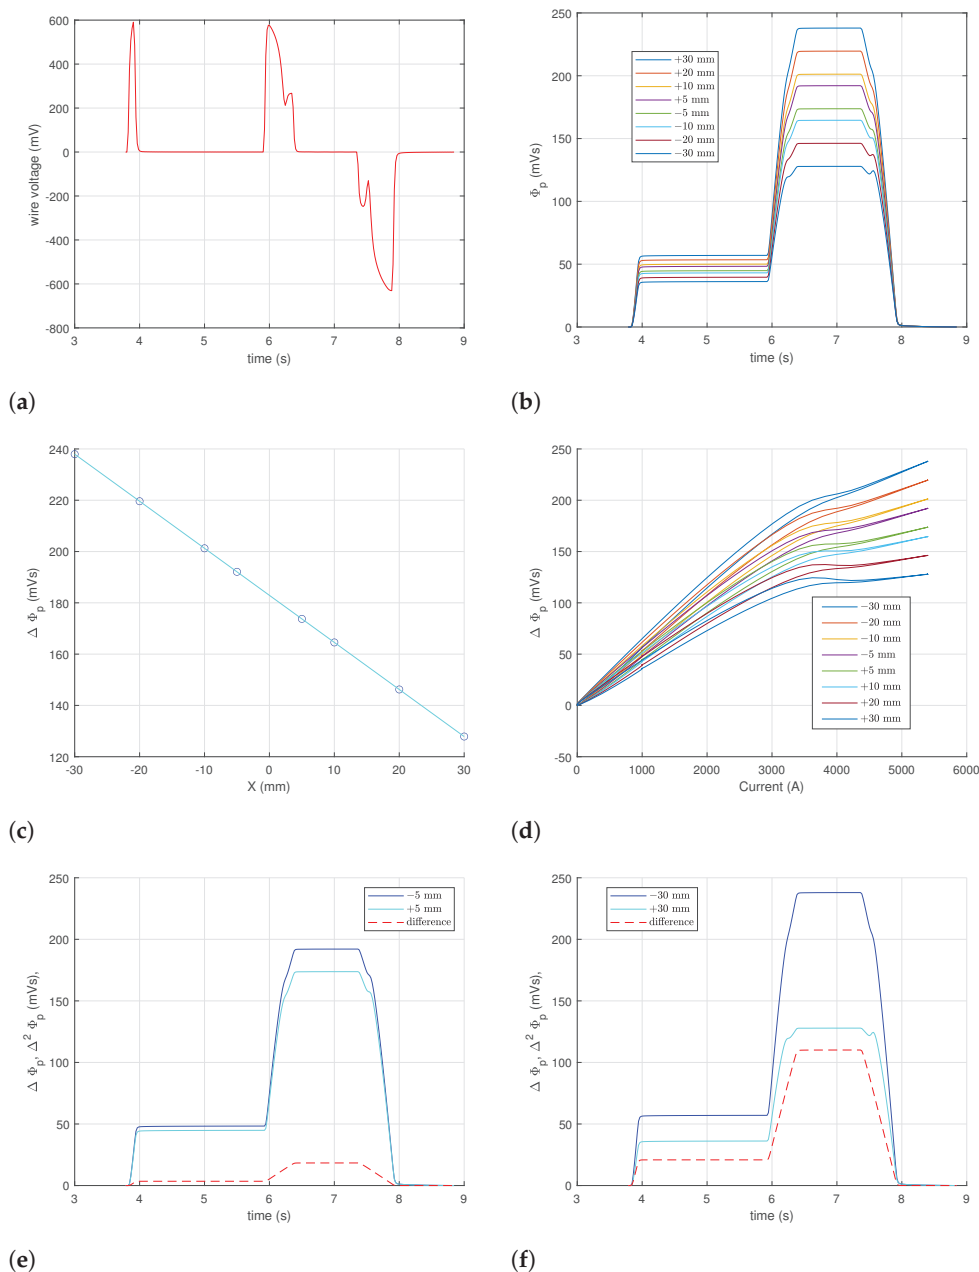 600
400
200
0
-200
-400
-600
-800
wire voltage (mV)
3 4 5 6 7 8 9
time (s)
(a)
250
200
150
100
50
0
Φp (mVs)
+30 mm
+20 mm
+10 mm
+5 mm
−5 mm
−10 mm
−20 mm
−30 mm
3 4 5 6 7 8 9
time (s)
(b)
240
220
200
180
160
140
120
Δ Φp (mVs)
-30 -20 -10 0 10 20 30
X (mm)
(c)
250
200
150
100
50
0
-50
Δ Φp (mVs)
−30 mm
−20 mm
−10 mm
−5 mm
+5 mm
+10 mm
+20 mm
+30 mm
0 1000 2000 3000 4000 5000 6000
Current (A)
(d)
250
200
150
100
50
0
Δ Φp, Δ² Φp (mVs),
−5 mm
+5 mm
difference
3 4 5 6 7 8 9
time (s)
(e)
250
200
150
100
50
0
Δ Φp, Δ² Φp (mVs),
−30 mm
+30 mm
difference
3 4 5 6 7 8 9
time (s)
(f)